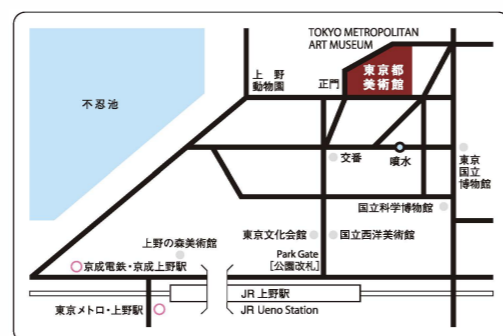 TOKYO METROPOLITAN
ART MUSEUM
東京都
美術館
上野
動物園
正門
不忍池
交番
噴水
東京
国立
博物館
国立科学博物館
上野の森美術館
東京文化会館
国立西洋美術館
Park Gate
[公園改札]
京成電鉄・京成上野駅
JR 上野駅
東京メトロ・上野駅
JR Ueno Station